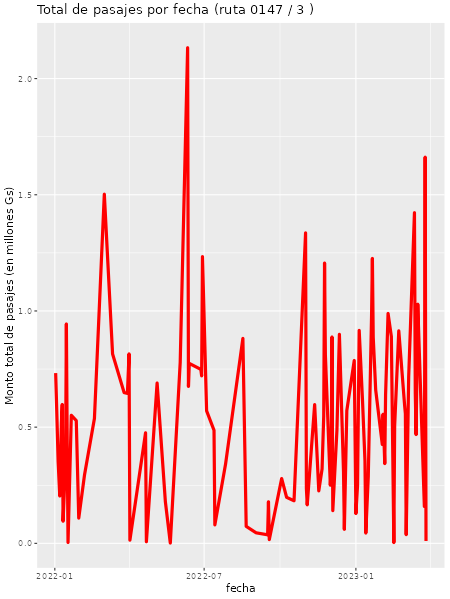 Total de pasajes por fecha (ruta 0147 / 3 )
Monto total de pasajes (en millones Gs)
2.0
1.5
1.0
0.5
0.0
2022-01
2022-07
2023-01
fecha